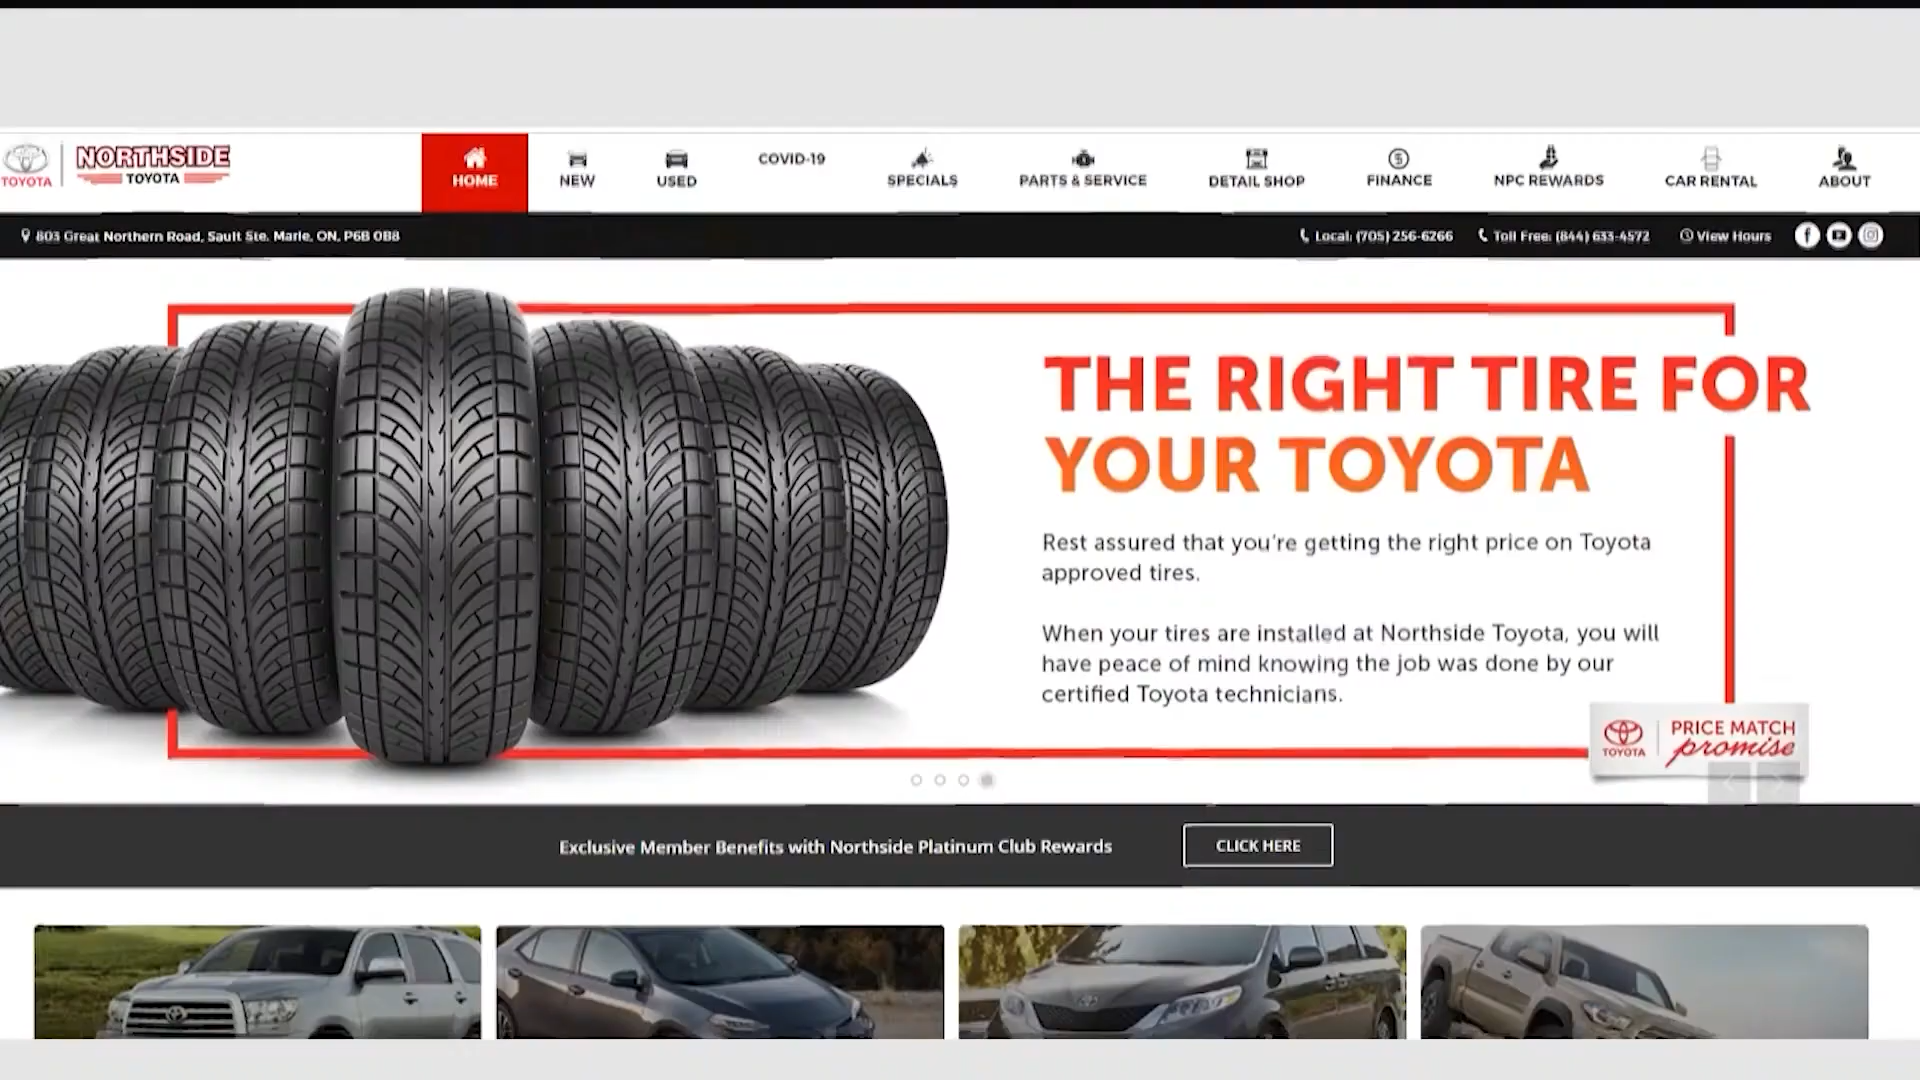 TOYOTA
NORTHSIDE
TOYOTA
HOME
NEW
USED
COVID-19
SPECIALS
PARTS & SERVICE
DETAIL SHOP
FINANCE
NPC REWARDS
CAR RENTAL
ABOUT
803 Great Northern Road, Sault Ste. Marie, ON, P6B 0B8
Local: (705) 256-6266
Toll Free: (844) 633-4572
View Hours
THE RIGHT TIRE FOR
YOUR TOYOTA
Rest assured that you're getting the right price on Toyota
approved tires.
When your tires are installed at Northside Toyota, you will
have peace of mind knowing the job was done by our
certified Toyota technicians.
TOYOTA
PRICE MATCH
promise
Exclusive Member Benefits with Northside Platinum Club Rewards
CLICK HERE